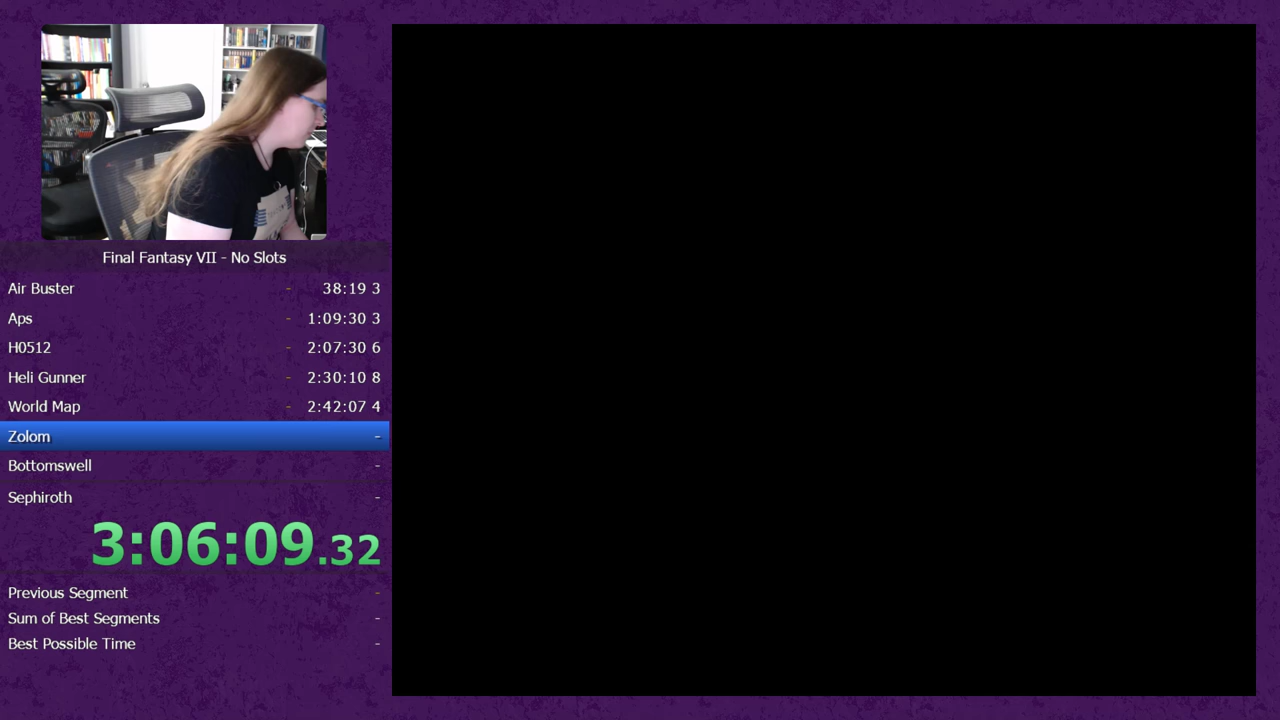 Final Fantasy VII - No Slots
Air Buster - 38:19 3
Aps - 1:09:30 3
H0512 - 2:07:30 6
Heli Gunner - 2:30:10 8
World Map - 2:42:07 4
Zolom -
Bottomswell -
Sephiroth -
3:06:09.32
Previous Segment -
Sum of Best Segments -
Best Possible Time -